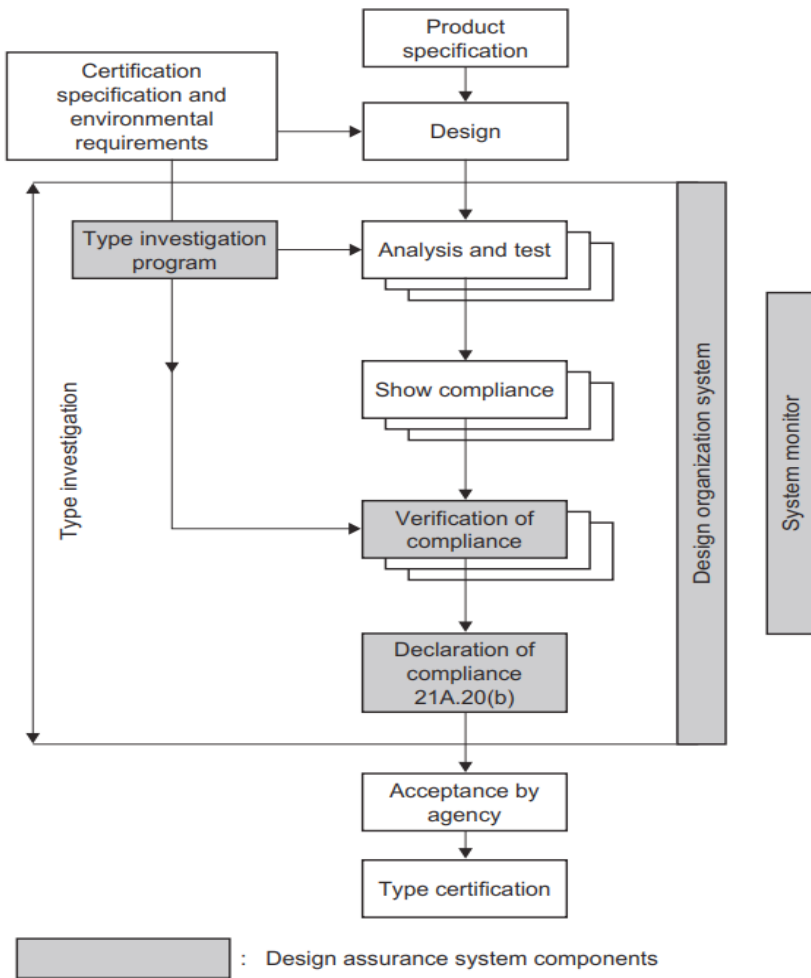 Product
specification
Certification
specification and
environmental
requirements
Design
Type investigation
program
Analysis and test
Show compliance
Type investigation
Verification of
compliance
Declaration of
compliance
21A.20(b)
Design organization system
System monitor
Acceptance by
agency
Type certification
: Design assurance system components